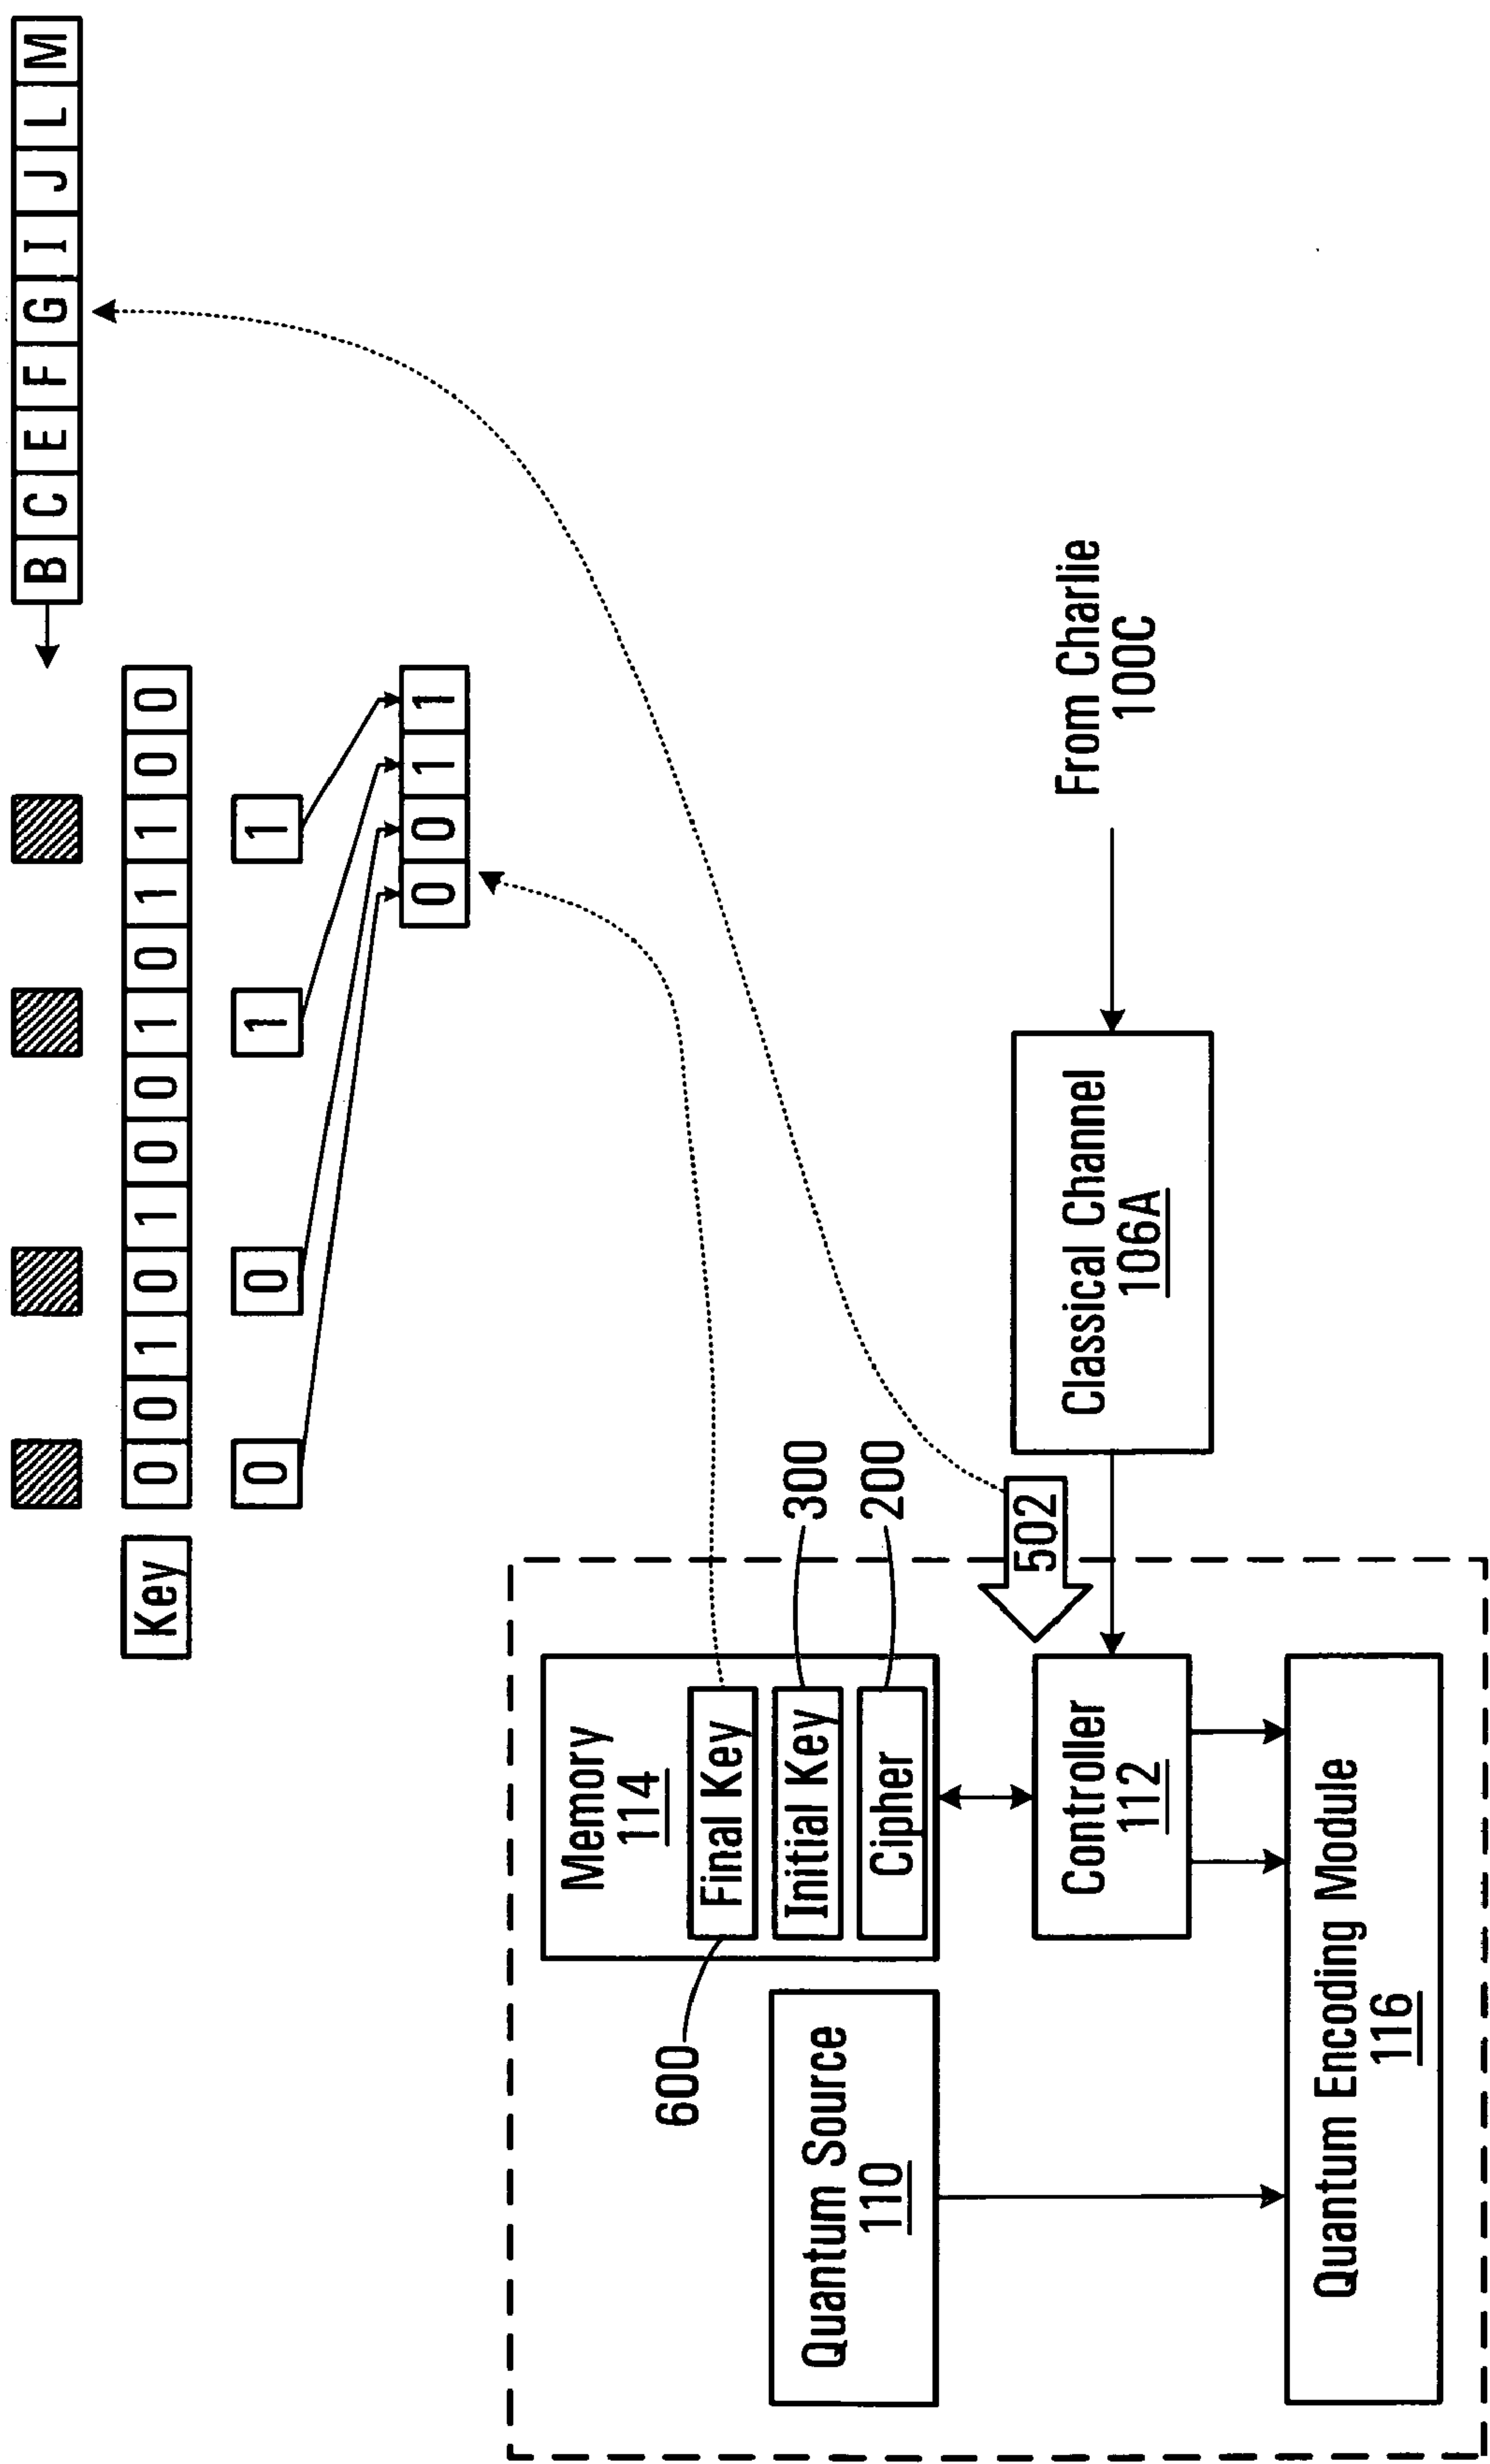 B C E F G I J L M
Key 0 0 1 0 1 0 0 1 0 1 1 0 0
0 0 1 1
0 0 1 1
Memory
114
600
Final Key
Initial Key
300
Cipher
200
Quantum Source
110
502
Controller
112
Classical Channel
106A
From Charlie
100C
Quantum Encoding Module
116